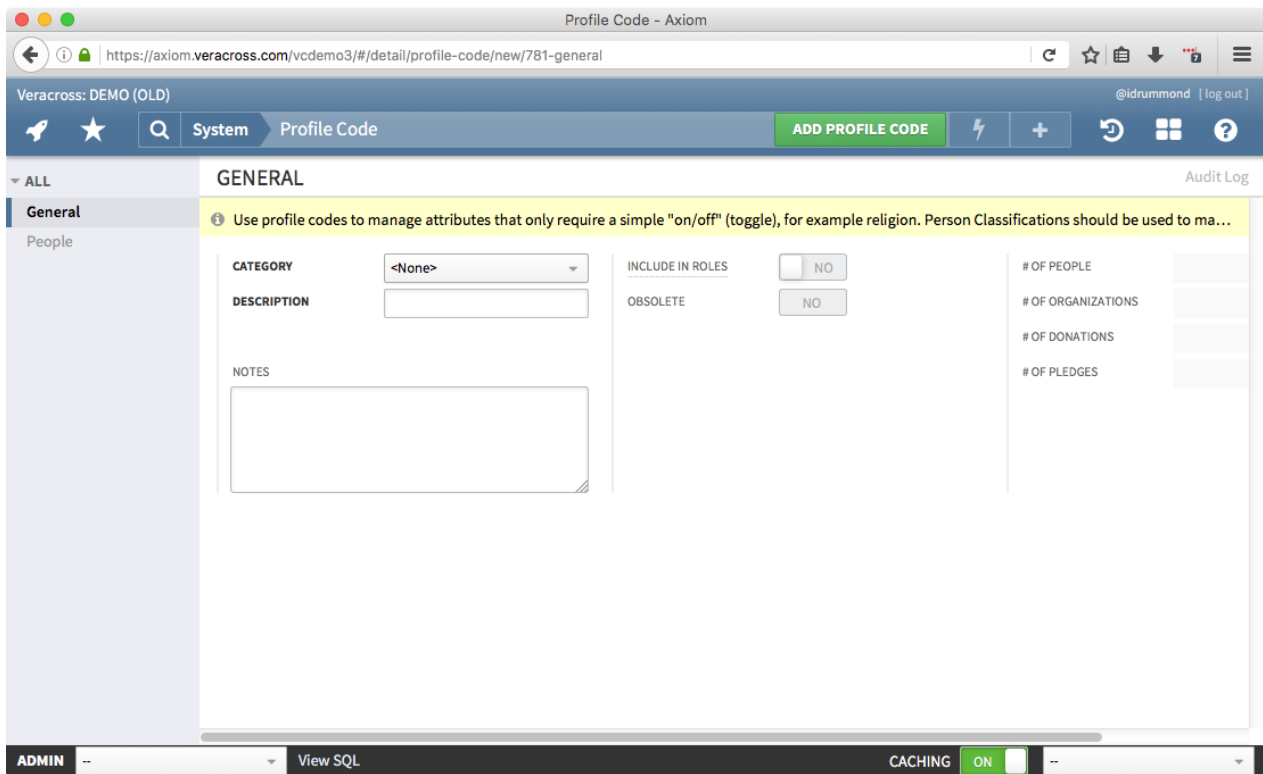 Profile Code - Axiom
https://axiom.veracross.com/vcdemo3/#/detail/profile-code/new/781-general
Veracross: DEMO (OLD) @idrummond [ log out ]
System Profile Code ADD PROFILE CODE
ALL
General
People
GENERAL Audit Log
Use profile codes to manage attributes that only require a simple "on/off" (toggle), for example religion. Person Classifications should be used to ma...
CATEGORY <None>
DESCRIPTION
NOTES
INCLUDE IN ROLES NO
OBSOLETE NO
# OF PEOPLE
# OF ORGANIZATIONS
# OF DONATIONS
# OF PLEDGES
ADMIN -- View SQL CACHING ON --